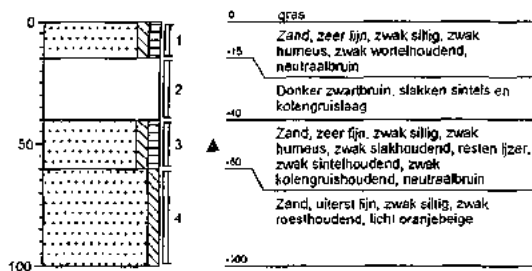 0
50
100
1
2
3
4
0 gras
Zand, zeer fijn, zwak siltig, zwak
humeus, zwak wortelhoudend,
neutraalbruin
-15
Donker zwartbruin, slakken sintels en
kolengruislaag
-40
Zand, zeer fijn, zwak siltig, zwak
humeus, zwak slakhoudend, resten ijzer,
zwak sintelhoudend, zwak
kolengruishoudend, neutraalbruin
-60
Zand, uiterst fijn, zwak siltig, zwak
roesthoudend, licht oranjebeige
-100